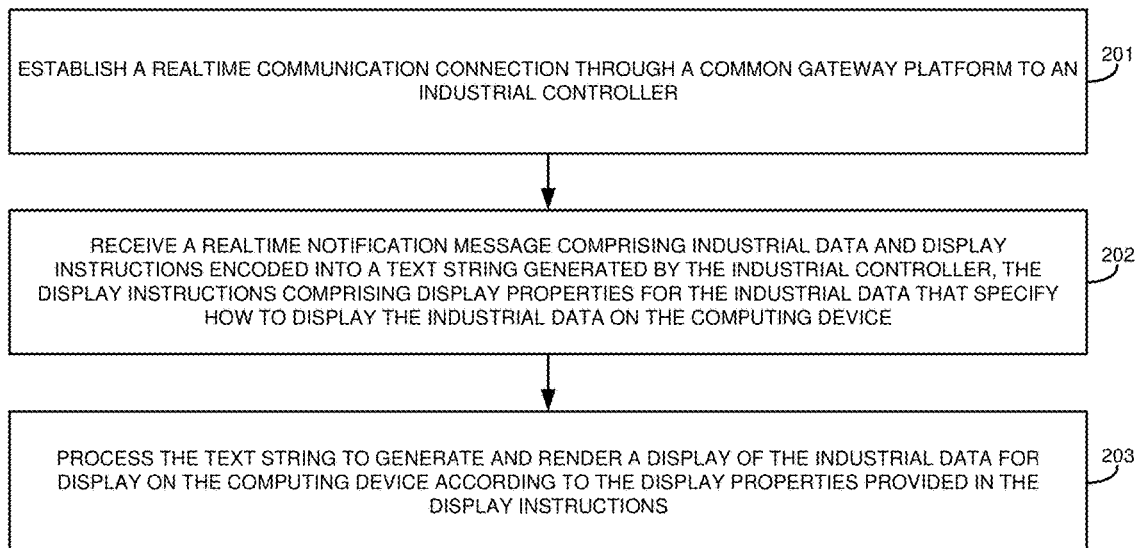 ESTABLISH A REALTIME COMMUNICATION CONNECTION THROUGH A COMMON GATEWAY PLATFORM TO AN
INDUSTRIAL CONTROLLER
201
RECEIVE A REALTIME NOTIFICATION MESSAGE COMPRISING INDUSTRIAL DATA AND DISPLAY
INSTRUCTIONS ENCODED INTO A TEXT STRING GENERATED BY THE INDUSTRIAL CONTROLLER, THE
DISPLAY INSTRUCTIONS COMPRISING DISPLAY PROPERTIES FOR THE INDUSTRIAL DATA THAT SPECIFY
HOW TO DISPLAY THE INDUSTRIAL DATA ON THE COMPUTING DEVICE
202
PROCESS THE TEXT STRING TO GENERATE AND RENDER A DISPLAY OF THE INDUSTRIAL DATA FOR
DISPLAY ON THE COMPUTING DEVICE ACCORDING TO THE DISPLAY PROPERTIES PROVIDED IN THE
DISPLAY INSTRUCTIONS
203